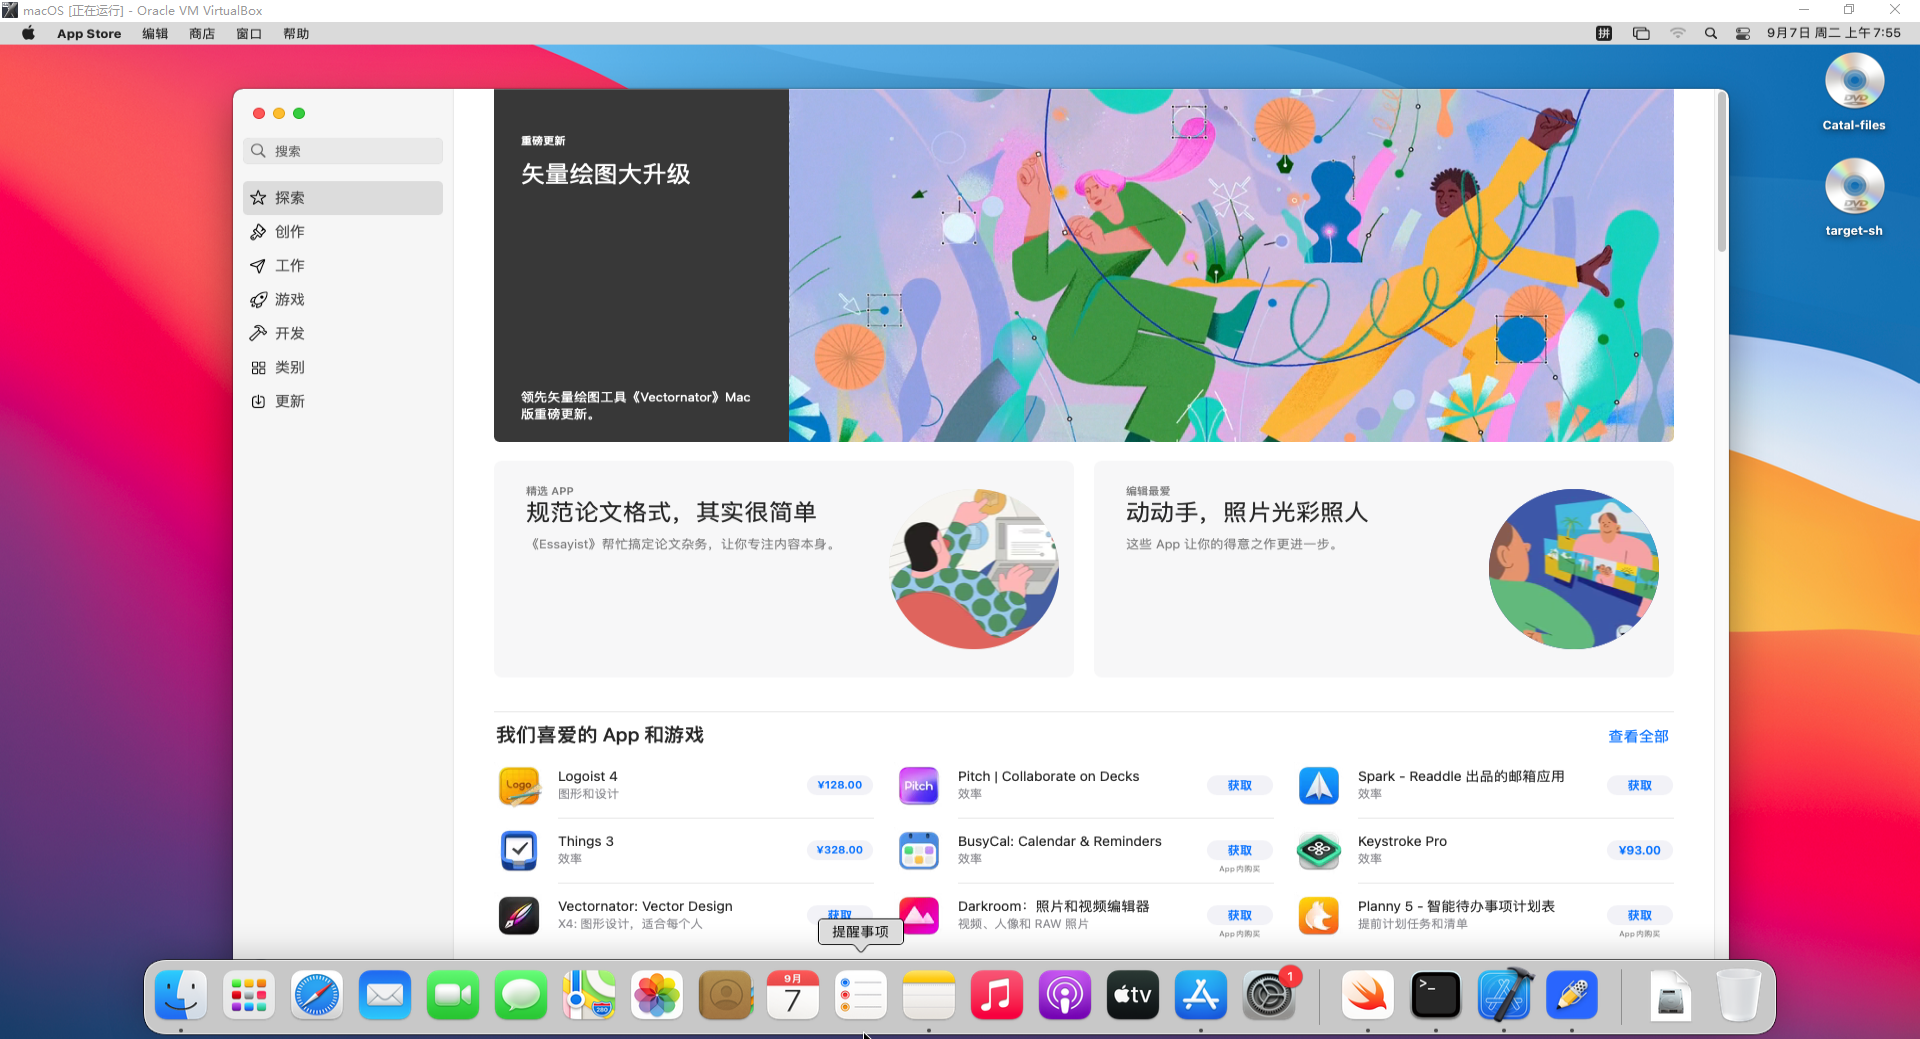 macOS [正在运行] - Oracle VM VirtualBox
App Store 编辑 商店 窗口 帮助
拼
9月7日 周二 上午7:55
DVD
Catal-files
DVD
target-sh
搜索
探索
创作
工作
游戏
开发
类别
更新
重磅更新
矢量绘图大升级
领先矢量绘图工具《Vectornator》Mac
版重磅更新。
精选 APP
规范论文格式，其实很简单
《Essayist》帮忙搞定论文杂务，让你专注内容本身。
编辑最爱
动动手，照片光彩照人
这些 App 让你的得意之作更进一步。
我们喜爱的 App 和游戏
查看全部
Logo
Logoist 4
图形和设计
¥128.00
Pitch
Pitch | Collaborate on Decks
效率
获取
Spark - Readdle 出品的邮箱应用
效率
获取
Things 3
效率
¥328.00
BusyCal: Calendar & Reminders
效率
获取
App 内购买
Keystroke Pro
效率
¥93.00
Vectornator: Vector Design
X4: 图形设计，适合每个人
获取
Darkroom：照片和视频编辑器
视频、人像和 RAW 照片
获取
App 内购买
Planny 5 - 智能待办事项计划表
提前计划任务和清单
获取
App 内购买
提醒事项
280
9月
7
tv
1
>_